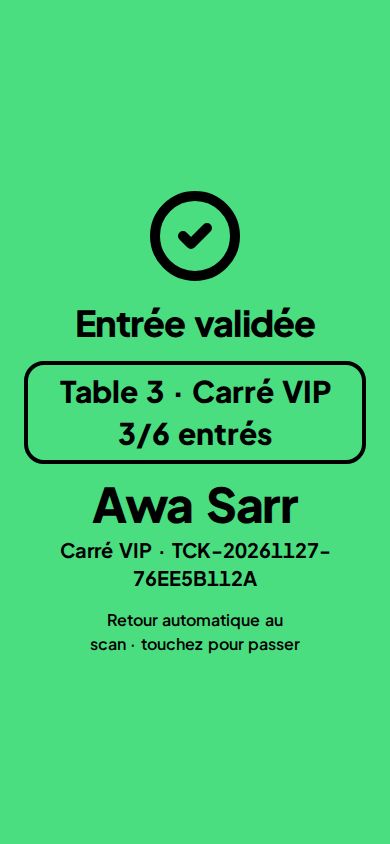 Entrée validée
Table 3 · Carré VIP
3/6 entrés
Awa Sarr
Carré VIP · TCK-20261127-
76EE5B112A
Retour automatique au
scan · touchez pour passer